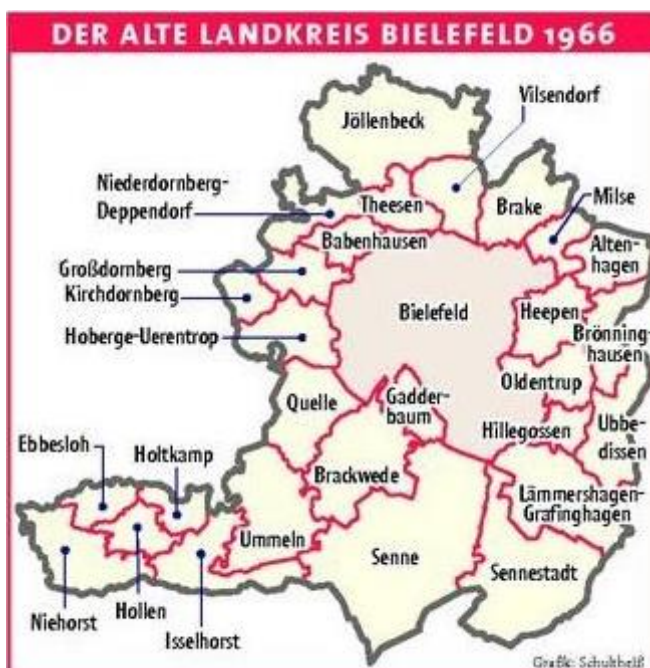 DER ALTE LANDKREIS BIELEFELD 1966
Vilsendorf
Jöllenbeck
Niederdornberg-
Deppendorf
Theesen
Brake
Milse
Babenhausen
Alten-
hagen
Großdornberg
Kirchdornberg
Bielefeld
Heepen
Hoberge-Uerentrop
Brönning-
hausen
Oldentrup
Quelle
Gadder-
baum
Ebbesloh
Holtkamp
Hillegossen
Ubbe-
dissen
Brackwede
Lämmershagen-
Gräfinghagen
Ummeln
Senne
Sennestadt
Niehorst
Hollen
Isselhorst
Grafik: Schultheiß